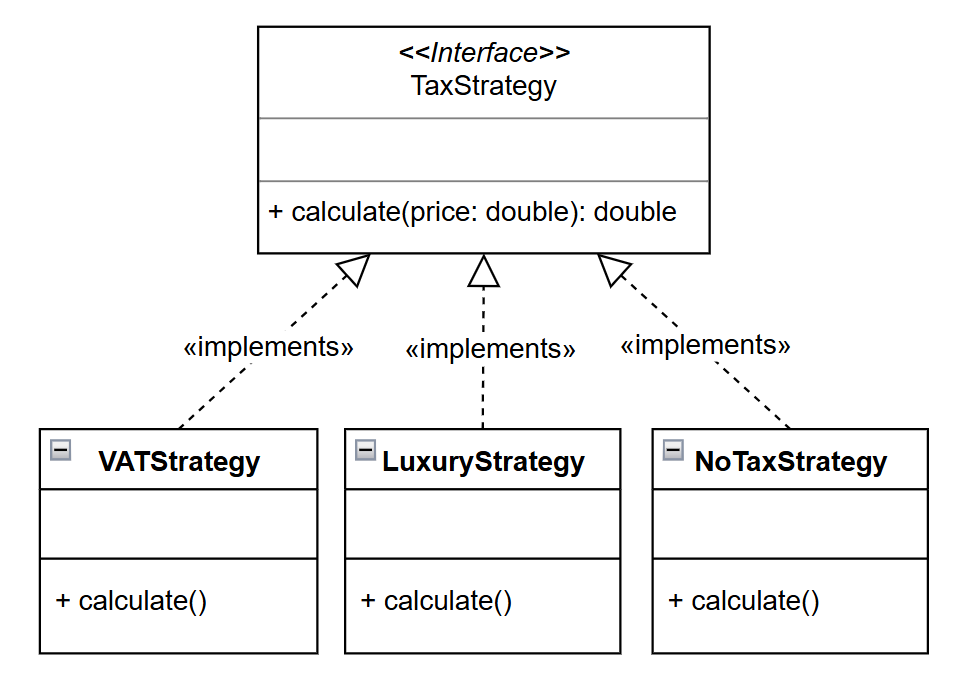 <<Interface>>
TaxStrategy
+ calculate(price: double): double
«implements»
«implements»
«implements»
VATStrategy
LuxuryStrategy
NoTaxStrategy
+ calculate()
+ calculate()
+ calculate()